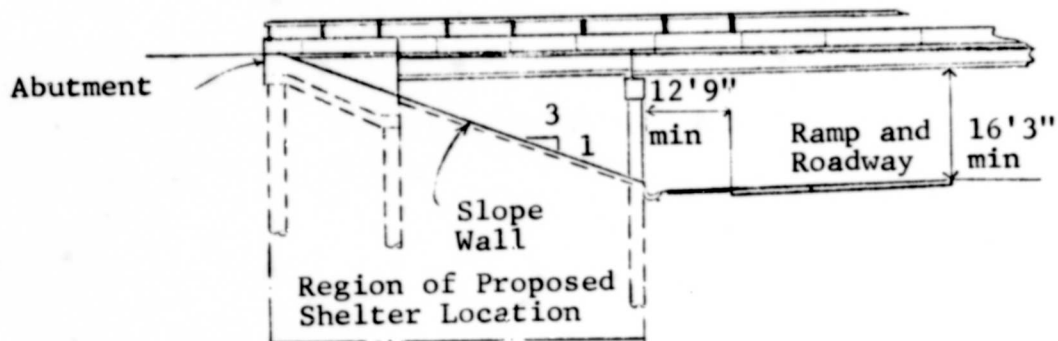 Abutment
12'9"
min
3
1
Ramp and
Roadway
16'3"
min
Slope
Wall
Region of Proposed
Shelter Location